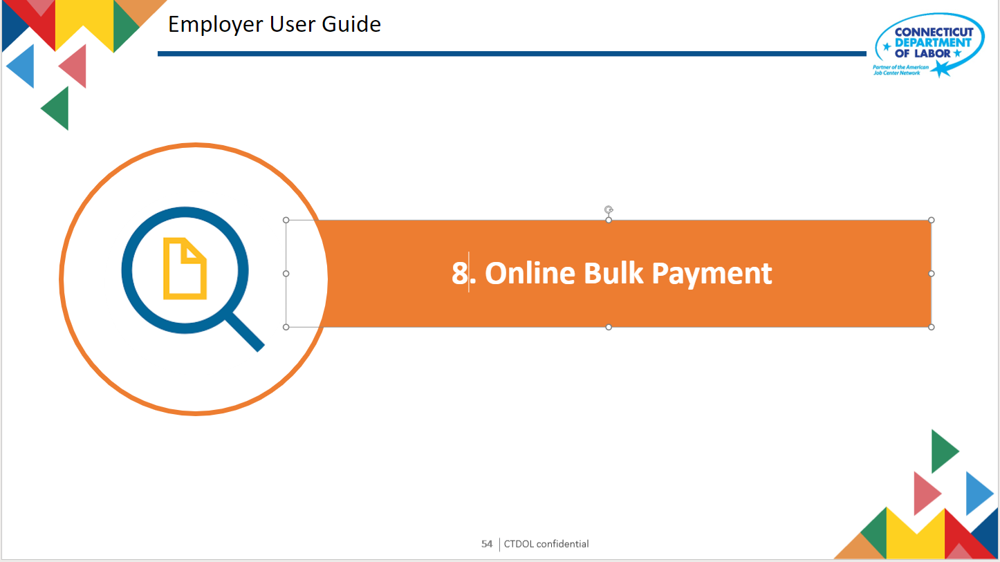 Employer User Guide
CONNECTICUT
DEPARTMENT
OF LABOR
Partner of the American
Job Center Network
8. Online Bulk Payment
54 CTDOL confidential